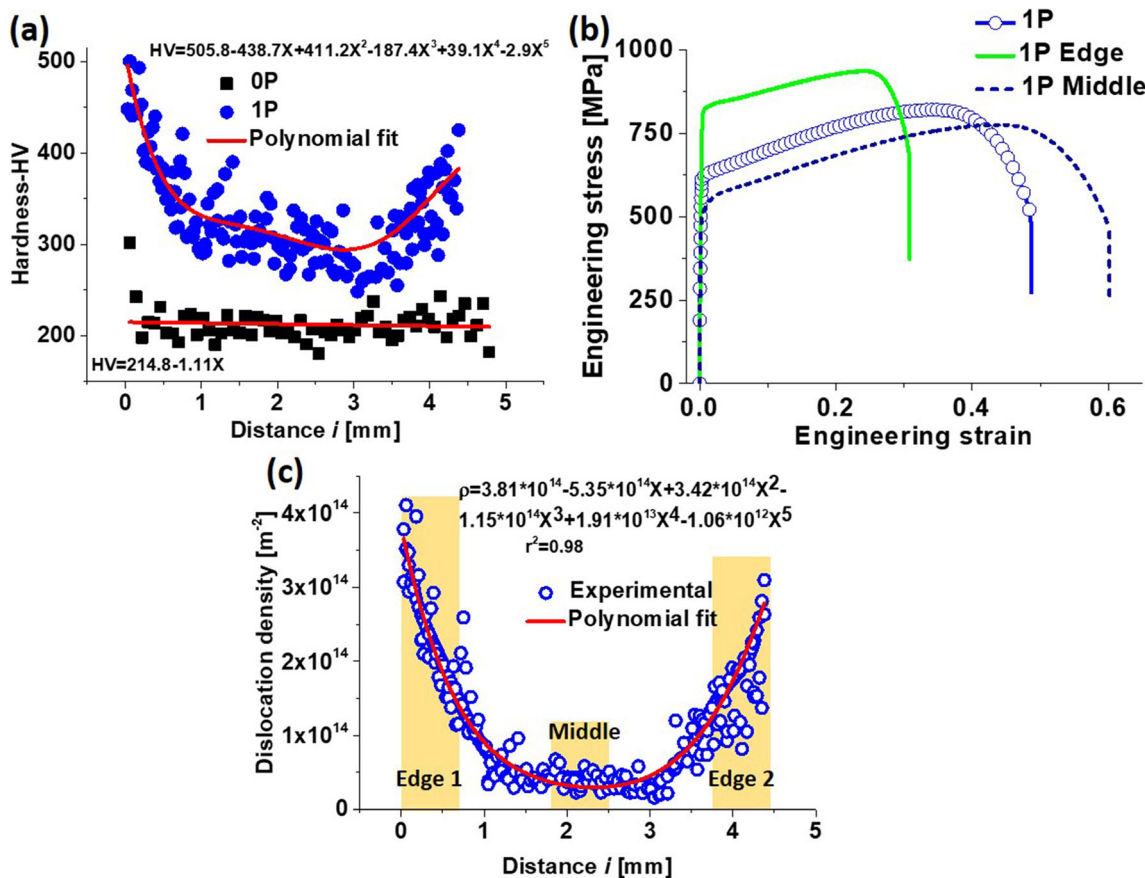 (a)
HV=505.8-438.7X+411.2X²-187.4X³+39.1X⁴-2.9X⁵
0P
1P
Polynomial fit
500
400
300
200
Hardness-HV
HV=214.8-1.11X
0 1 2 3 4 5
Distance i [mm]
(b)
1P
1P Edge
1P Middle
1000
750
500
250
0
Engineering stress [MPa]
0.0 0.2 0.4 0.6
Engineering strain
(c)
ρ=3.81*10¹⁴-5.35*10¹⁴X+3.42*10¹⁴X²-
1.15*10¹⁴X³+1.91*10¹³X⁴-1.06*10¹²X⁵
r²=0.98
Experimental
Polynomial fit
4x10¹⁴
3x10¹⁴
2x10¹⁴
1x10¹⁴
0
Dislocation density [m⁻²]
Middle
Edge 1
Edge 2
0 1 2 3 4 5
Distance i [mm]